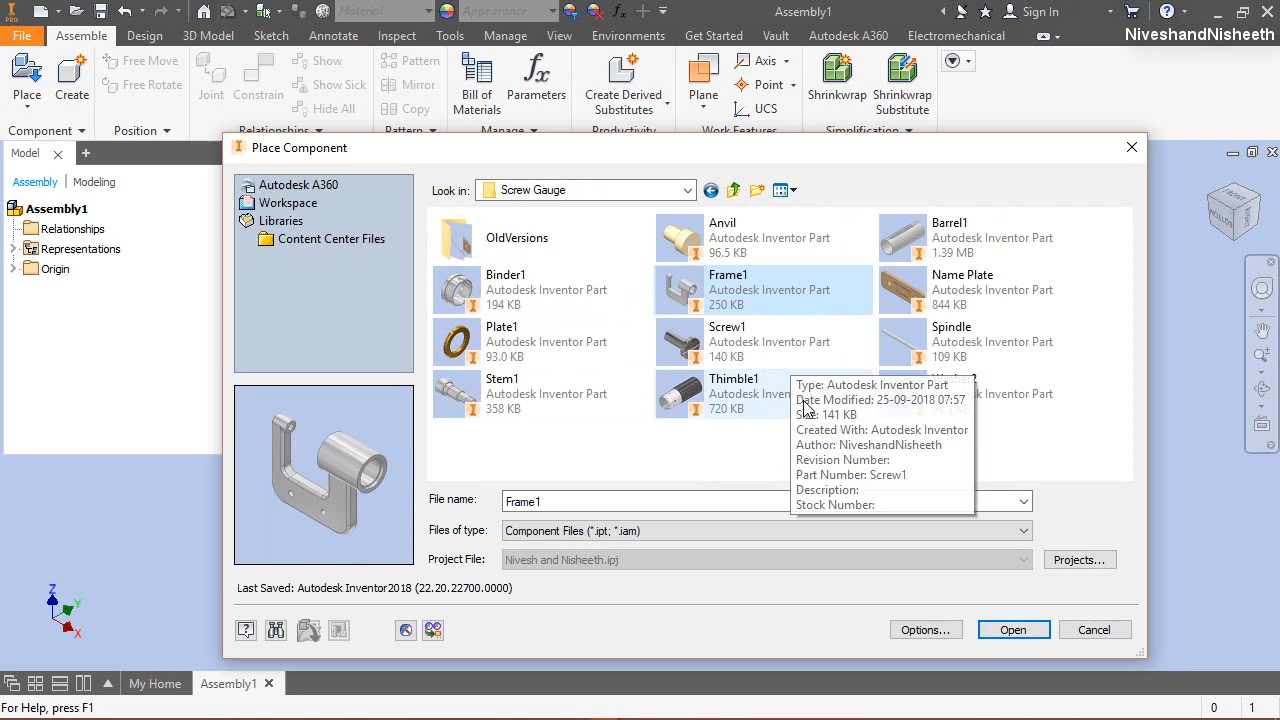 PRO
Material
Appearance
Assembly1
Sign In
File
Assemble
Design
3D Model
Sketch
Annotate
Inspect
Tools
Manage
View
Environments
Get Started
Vault
Autodesk A360
Electromechanical
NiveshandNisheeth
Place
Create
Free Move
Free Rotate
Joint
Constrain
Show
Show Sick
Hide All
Pattern
Mirror
Copy
Bill of
Materials
fx
Parameters
Create Derived
Substitutes
Plane
Axis
Point
UCS
Shrinkwrap
Shrinkwrap
Substitute
Component
Position
Relationships
Pattern
Manage
Productivity
Work Features
Simplification
Model
Assembly
Modeling
Assembly1
Relationships
Representations
Origin
Place Component
Autodesk A360
Workspace
Libraries
Content Center Files
Look in:
Screw Gauge
OldVersions
Anvil
Autodesk Inventor Part
96.5 KB
Barrel1
Autodesk Inventor Part
1.39 MB
Binder1
Autodesk Inventor Part
194 KB
Frame1
Autodesk Inventor Part
250 KB
Name Plate
Autodesk Inventor Part
844 KB
Plate1
Autodesk Inventor Part
93.0 KB
Screw1
Autodesk Inventor Part
140 KB
Spindle
Autodesk Inventor Part
109 KB
Stem1
Autodesk Inventor Part
358 KB
Thimble1
Autodesk Inven
720 KB
Type: Autodesk Inventor Part
Date Modified: 25-09-2018 07:57
141 KB
Created With: Autodesk Inventor
Author: NiveshandNisheeth
Revision Number:
Part Number: Screw1
Description:
Stock Number:
File name:
Frame1
Files of type:
Component Files (*.ipt; *.iam)
Project File:
Nivesh and Nisheeth.ipj
Projects...
Last Saved: Autodesk Inventor2018 (22.20.22700.0000)
Options...
Open
Cancel
Z
Y
X
My Home
Assembly1
For Help, press F1
0
1